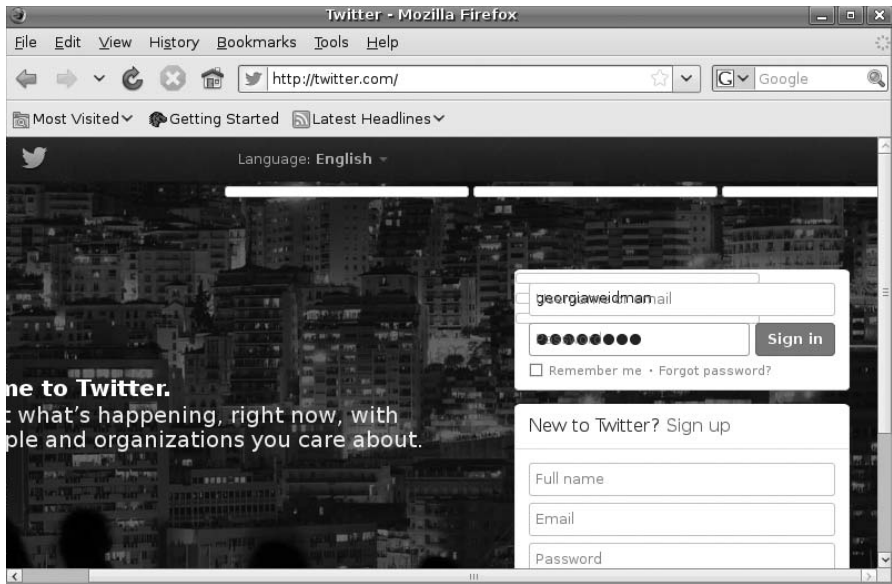 Twitter - Mozilla Firefox
File Edit View History Bookmarks Tools Help
http://twitter.com/ G Google
Most Visited Getting Started Latest Headlines
Language: English
georgiaweidman email
Sign in
Remember me · Forgot password?
me to Twitter.
t what's happening, right now, with
ple and organizations you care about.
New to Twitter? Sign up
Full name
Email
Password